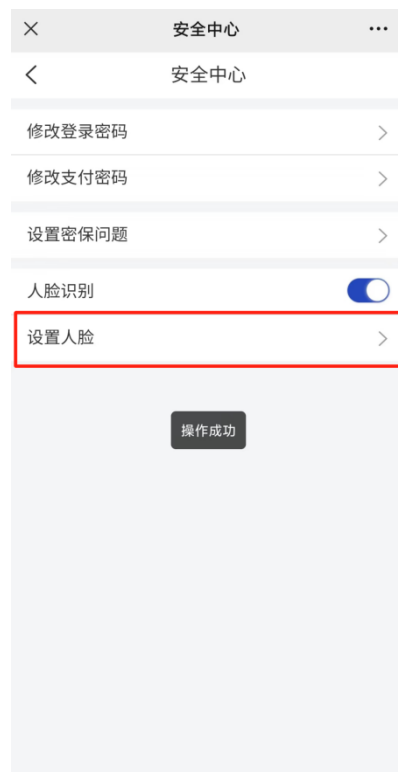 安全中心
安全中心
修改登录密码
修改支付密码
设置密保问题
人脸识别
设置人脸
操作成功